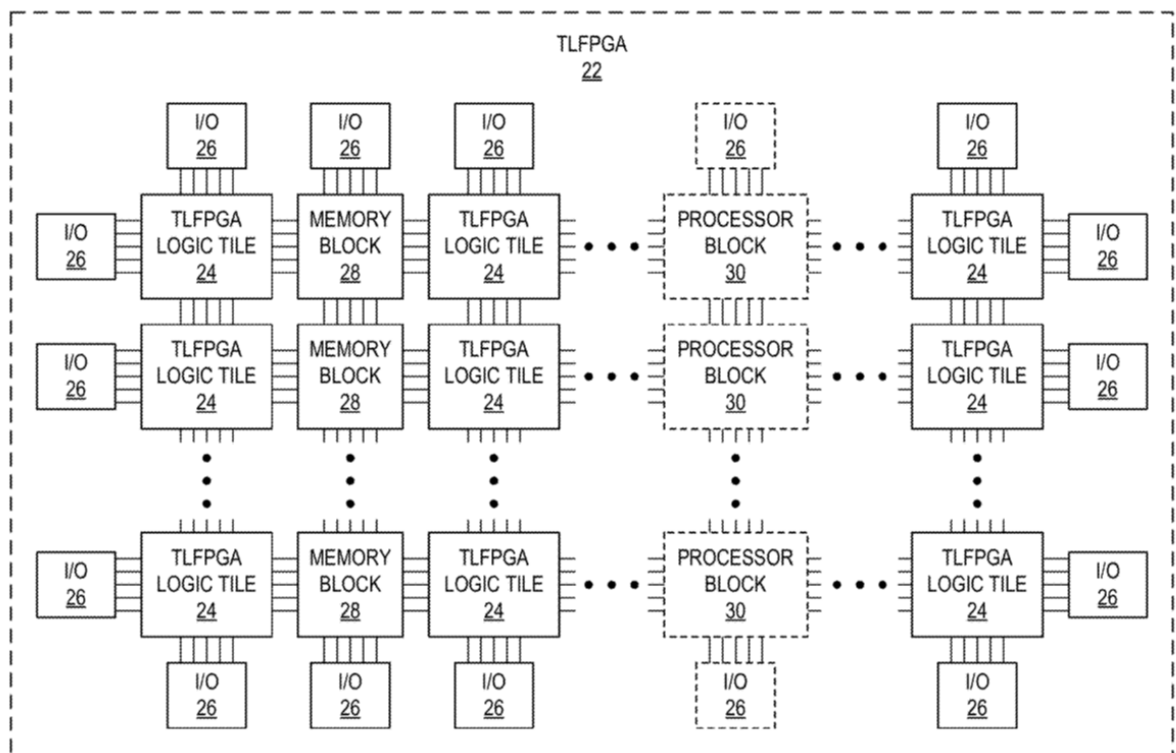 TLFPGA
22
I/O
26
I/O
26
I/O
26
I/O
26
I/O
26
I/O
26
TLFPGA
LOGIC TILE
24
MEMORY
BLOCK
28
TLFPGA
LOGIC TILE
24
PROCESSOR
BLOCK
30
TLFPGA
LOGIC TILE
24
I/O
26
I/O
26
TLFPGA
LOGIC TILE
24
MEMORY
BLOCK
28
TLFPGA
LOGIC TILE
24
PROCESSOR
BLOCK
30
TLFPGA
LOGIC TILE
24
I/O
26
I/O
26
TLFPGA
LOGIC TILE
24
MEMORY
BLOCK
28
TLFPGA
LOGIC TILE
24
PROCESSOR
BLOCK
30
TLFPGA
LOGIC TILE
24
I/O
26
I/O
26
I/O
26
I/O
26
I/O
26
I/O
26